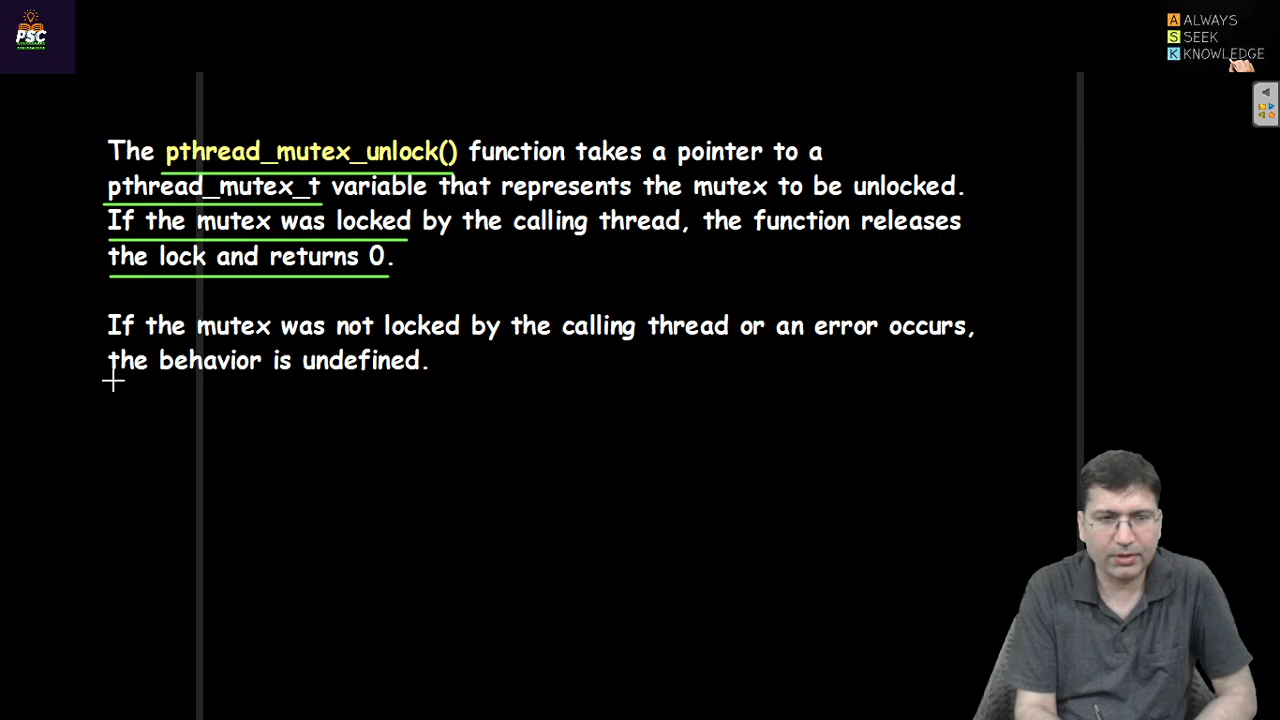 PSC
A ALWAYS
S SEEK
K KNOWLEDGE
The pthread_mutex_unlock() function takes a pointer to a
pthread_mutex_t variable that represents the mutex to be unlocked.
If the mutex was locked by the calling thread, the function releases
the lock and returns 0.
If the mutex was not locked by the calling thread or an error occurs,
the behavior is undefined.